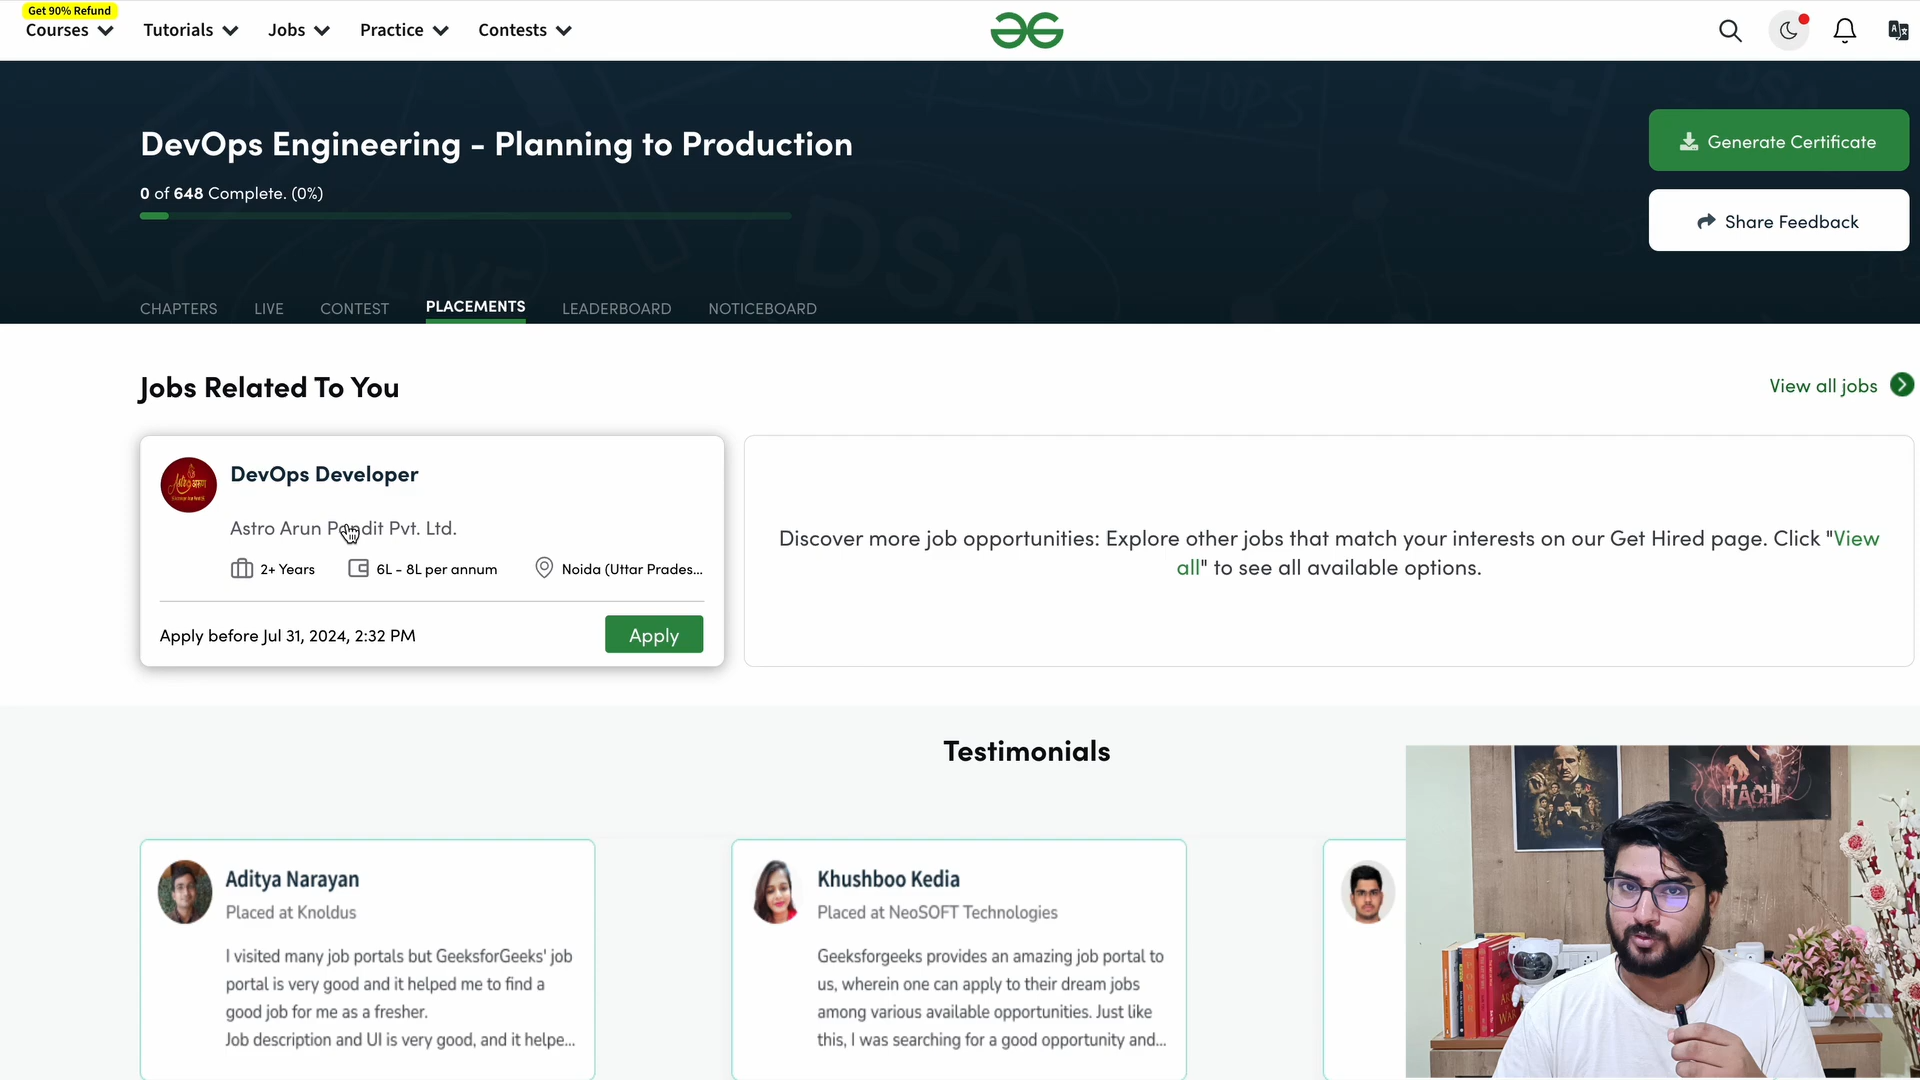 Get 90% Refund
Courses
Tutorials
Jobs
Practice
Contests
DevOps Engineering - Planning to Production
0 of 648 Complete. (0%)
Generate Certificate
Share Feedback
CHAPTERS
LIVE
CONTEST
PLACEMENTS
LEADERBOARD
NOTICEBOARD
Jobs Related To You
View all jobs
DevOps Developer
Astro Arun Pandit Pvt. Ltd.
2+ Years
6L - 8L per annum
Noida (Uttar Prades...
Apply before Jul 31, 2024, 2:32 PM
Apply
Discover more job opportunities: Explore other jobs that match your interests on our Get Hired page. Click "View
all" to see all available options.
Testimonials
Aditya Narayan
Placed at Knoldus
I visited many job portals but GeeksforGeeks' job
portal is very good and it helped me to find a
good job for me as a fresher.
Job description and UI is very good, and it helpe...
Khushboo Kedia
Placed at NeoSOFT Technologies
Geeksforgeeks provides an amazing job portal to
us, wherein one can apply to their dream jobs
among various available opportunities. Just like
this, I was searching for a good opportunity and...
ITACHI
DSA
LIVE